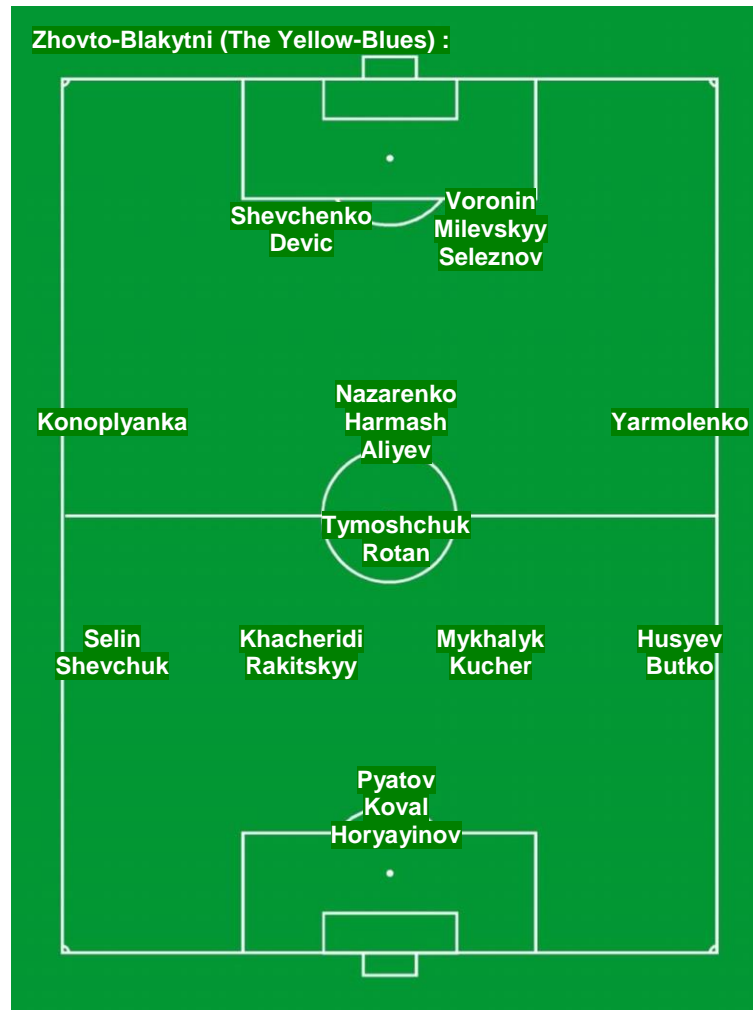 Zhovto-Blakytni (The Yellow-Blues) :
Shevchenko
Devic
Voronin
Milevskyy
Seleznov
Konoplyanka
Nazarenko
Harmash
Aliyev
Yarmolenko
Tymoshchuk
Rotan
Selin
Shevchuk
Khacheridi
Rakitskyy
Mykhalyk
Kucher
Husyev
Butko
Pyatov
Koval
Horyayinov